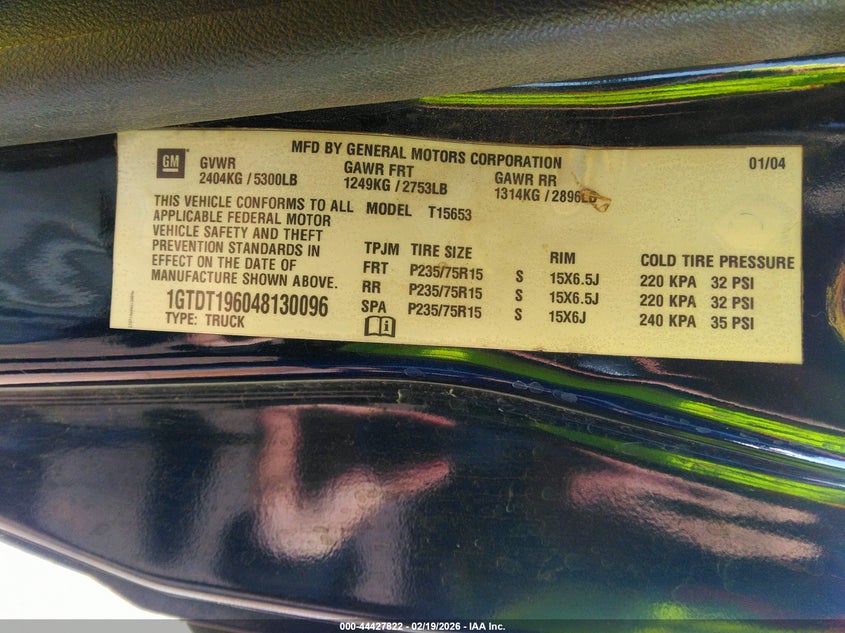 MFD BY GENERAL MOTORS CORPORATION 01/04
GM GVWR GAWR FRT GAWR RR
2404KG / 5300LB 1249KG / 2753LB 1314KG / 2896LB
THIS VEHICLE CONFORMS TO ALL MODEL T15653
APPLICABLE FEDERAL MOTOR
VEHICLE SAFETY AND THEFT
PREVENTION STANDARDS IN TPJM TIRE SIZE RIM COLD TIRE PRESSURE
EFFECT ON THE DATE OF FRT P235/75R15 S 15X6.5J 220 KPA 32 PSI
MANUFACTURE SHOWN ABOVE. RR P235/75R15 S 15X6.5J 220 KPA 32 PSI
1GTDT196048130096 SPA P235/75R15 S 15X6J 240 KPA 35 PSI
TYPE: TRUCK
000-44427822 - 02/19/2026 - IAA Inc.